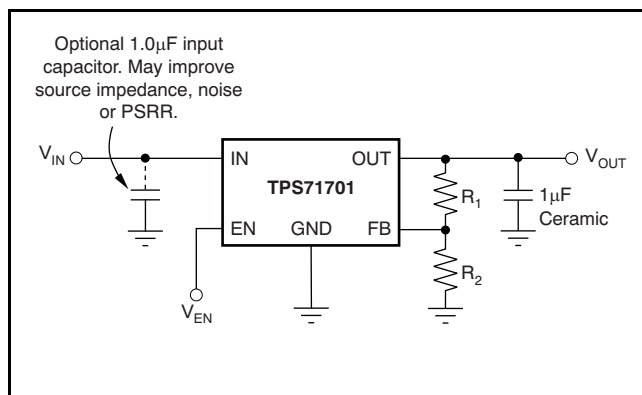 Optional 1.0μF input
capacitor. May improve
source impedance, noise
or PSRR.
VIN
IN
OUT
VOUT
TPS71701
R1
1μF
Ceramic
EN
GND
FB
R2
VEN